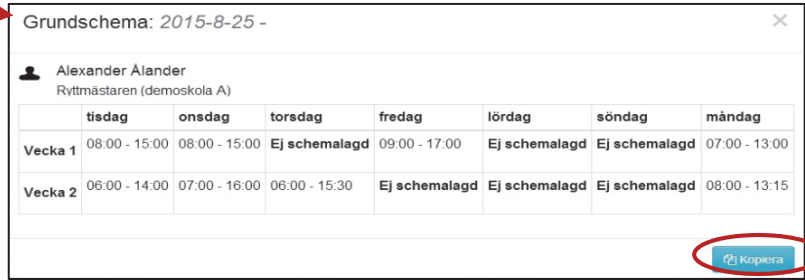 Grundschema: 2015-8-25 -
Alexander Ålander
Ryttmästaren (demoskola A)
tisdag onsdag torsdag fredag lördag söndag måndag
Vecka 1 08:00 - 15:00 08:00 - 15:00 Ej schemalagd 09:00 - 17:00 Ej schemalagd Ej schemalagd 07:00 - 13:00
Vecka 2 06:00 - 14:00 07:00 - 16:00 06:00 - 15:30 Ej schemalagd Ej schemalagd Ej schemalagd 08:00 - 13:15
Kopiera